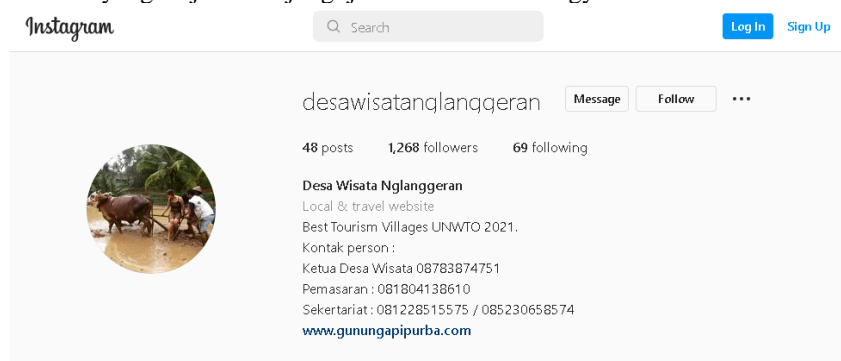 Instagram
Search
Log In
Sign Up
desawisatanglanggeran
Message
Follow
48 posts 1,268 followers 69 following
Desa Wisata Nglanggeran
Local & travel website
Best Tourism Villages UNWTO 2021.
Kontak person :
Ketua Desa Wisata 08783874751
Pemasaran : 081804138610
Sekertariat : 081228515575 / 085230658574
www.gunungapipurba.com